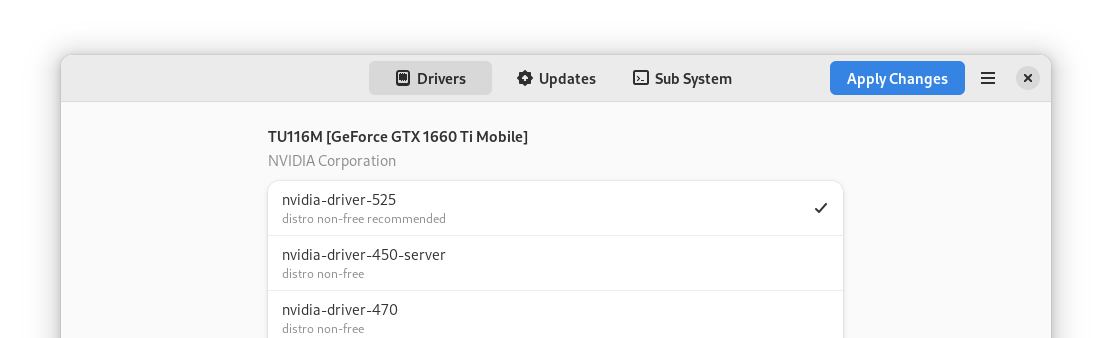 Drivers Updates Sub System Apply Changes
TU116M [GeForce GTX 1660 Ti Mobile]
NVIDIA Corporation
nvidia-driver-525
distro non-free recommended
nvidia-driver-450-server
distro non-free
nvidia-driver-470
distro non-free